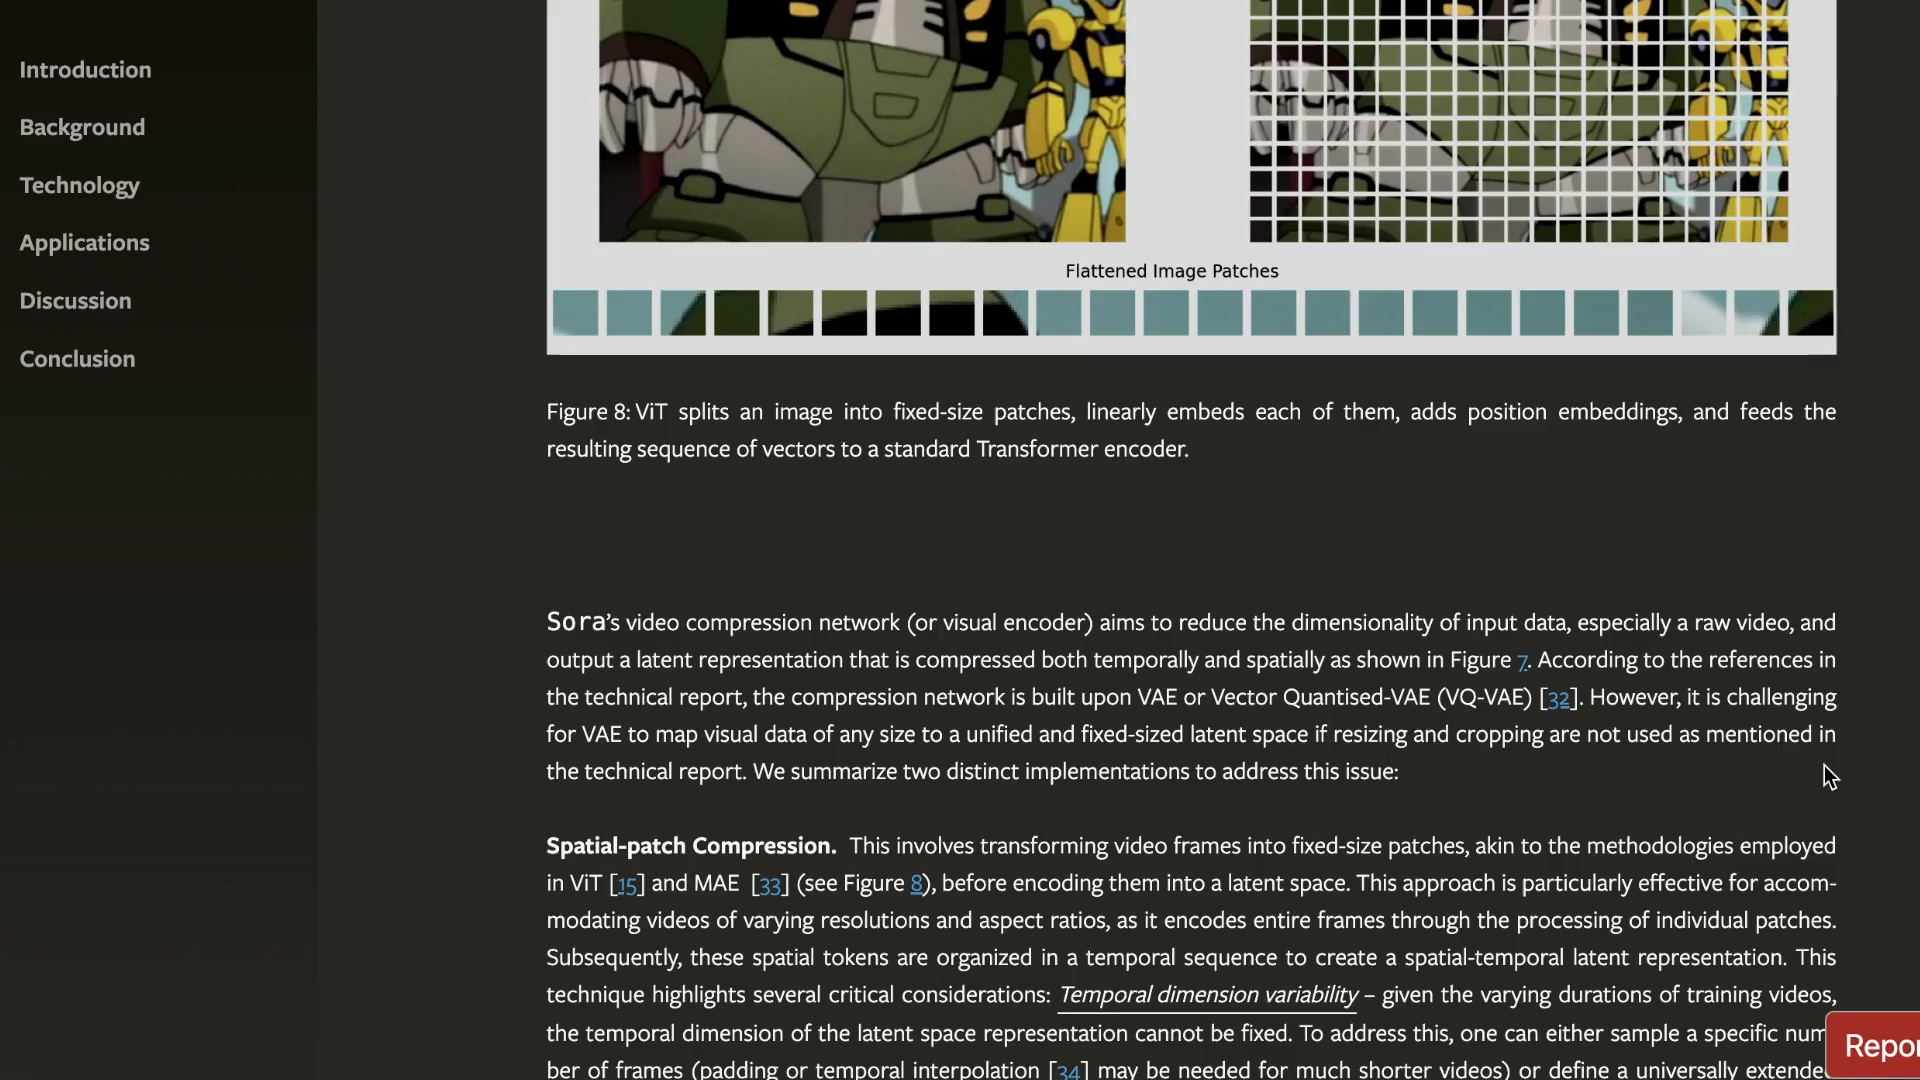 Introduction
Background
Technology
Applications
Discussion
Conclusion
Flattened Image Patches
Figure 8: ViT splits an image into fixed-size patches, linearly embeds each of them, adds position embeddings, and feeds the
resulting sequence of vectors to a standard Transformer encoder.
Sora's video compression network (or visual encoder) aims to reduce the dimensionality of input data, especially a raw video, and
output a latent representation that is compressed both temporally and spatially as shown in Figure 7. According to the references in
the technical report, the compression network is built upon VAE or Vector Quantised-VAE (VQ-VAE) [32]. However, it is challenging
for VAE to map visual data of any size to a unified and fixed-sized latent space if resizing and cropping are not used as mentioned in
the technical report. We summarize two distinct implementations to address this issue:
Spatial-patch Compression. This involves transforming video frames into fixed-size patches, akin to the methodologies employed
in ViT [15] and MAE [33] (see Figure 8), before encoding them into a latent space. This approach is particularly effective for accom-
modating videos of varying resolutions and aspect ratios, as it encodes entire frames through the processing of individual patches.
Subsequently, these spatial tokens are organized in a temporal sequence to create a spatial-temporal latent representation. This
technique highlights several critical considerations: Temporal dimension variability – given the varying durations of training videos,
the temporal dimension of the latent space representation cannot be fixed. To address this, one can either sample a specific num
ber of frames (padding or temporal interpolation [34] may be needed for much shorter videos) or define a universally extende
Repor